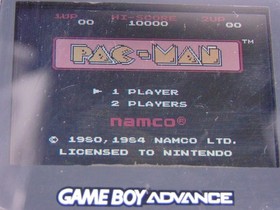 1UP HI-SCORE 2UP
00 10000 00
PAC-MAN™
1 PLAYER
2 PLAYERS
namco®
© 1980,1984 NAMCO LTD.
LICENSED TO NINTENDO
GAME BOY ADVANCE